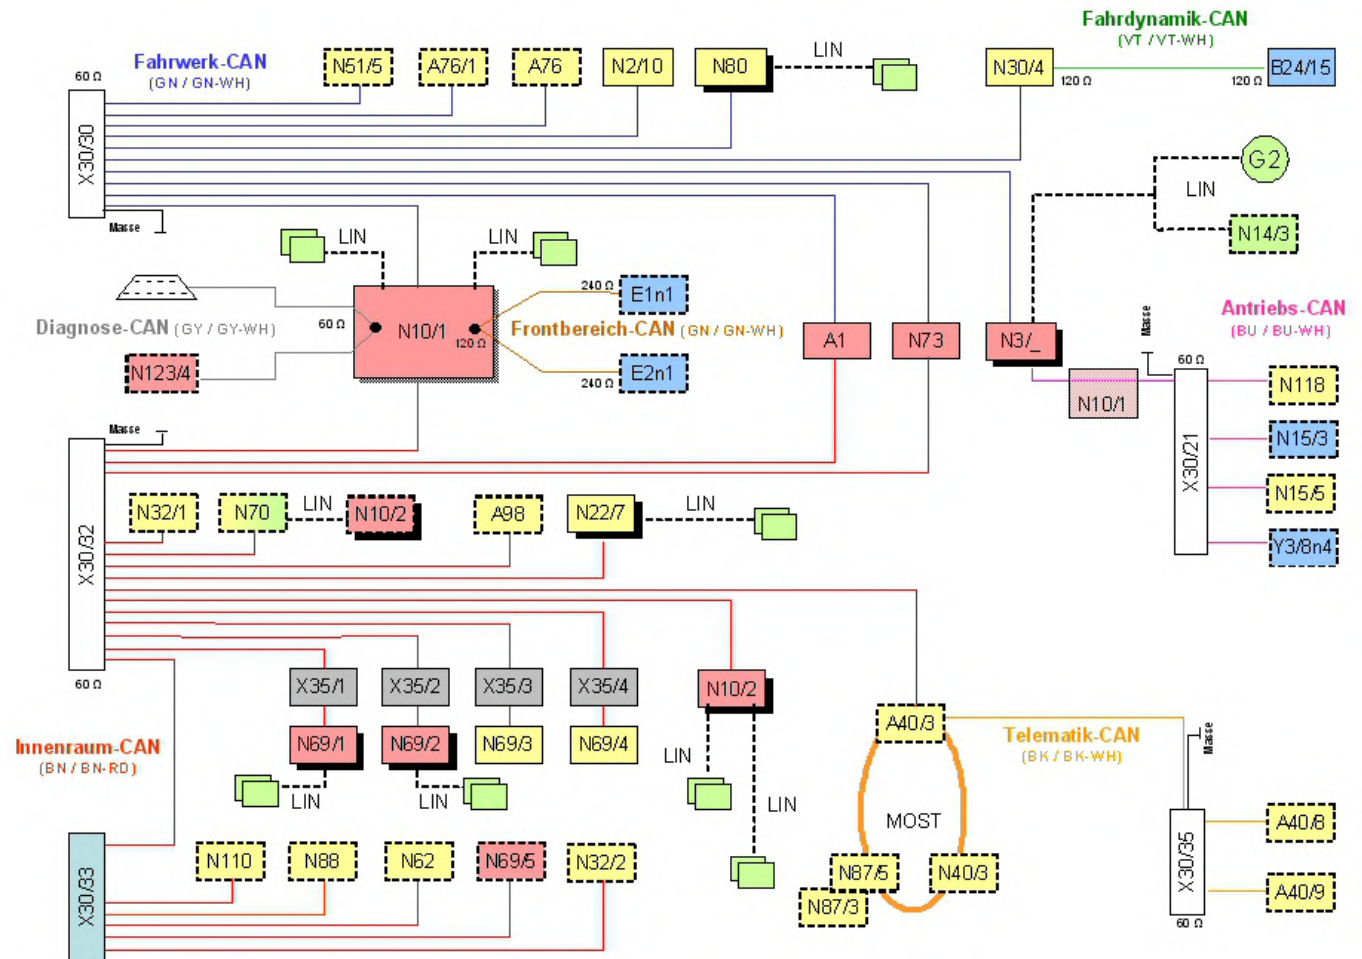 Fahrdynamik-CAN
(VT / VT-WH)
Fahrwerk-CAN
(GN / GN-WH)
60 Ω
N51/5
A76/1
A76
N2/10
N80
LIN
N30/4
120 Ω
120 Ω
B24/15
X30/30
Masse
G2
LIN
N14/3
LIN
LIN
Diagnose-CAN (GY / GY-WH)
60 Ω
N10/1
120 Ω
240 Ω
E1n1
Frontbereich-CAN (GN / GN-WH)
240 Ω
E2n1
N123/4
A1
N73
N3/_
Masse
Antriebs-CAN
(BU / BU-WH)
60 Ω
N10/1
X30/21
N118
N15/3
N15/5
Y3/8n4
Masse
X30/32
60 Ω
N32/1
N70
LIN
N10/2
A98
N22/7
LIN
X35/1
X35/2
X35/3
X35/4
N10/2
N69/1
N69/2
N69/3
N69/4
LIN
LIN
LIN
LIN
Innenraum-CAN
(BN / BN-RD)
A40/3
Telematik-CAN
(BK / BK-WH)
Masse
MOST
N87/5
N40/3
N87/3
X30/35
60 Ω
A40/8
A40/9
X30/33
N110
N88
N62
N69/5
N32/2